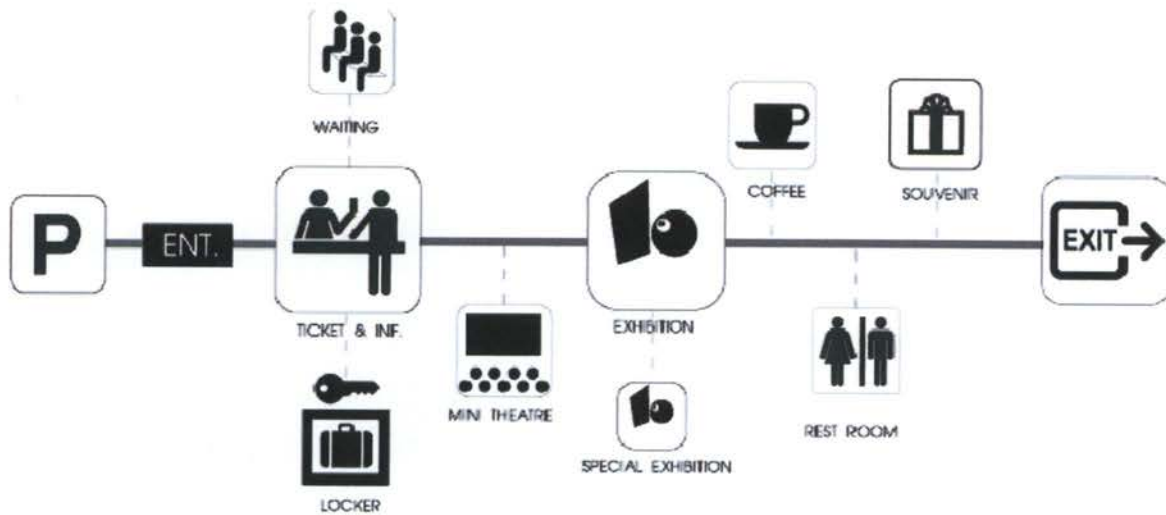 WAITING
COFFEE
SOUVENIR
P
ENT.
EXIT
TICKET & INF.
EXHIBITION
MINI THEATRE
REST ROOM
SPECIAL EXHIBITION
LOCKER